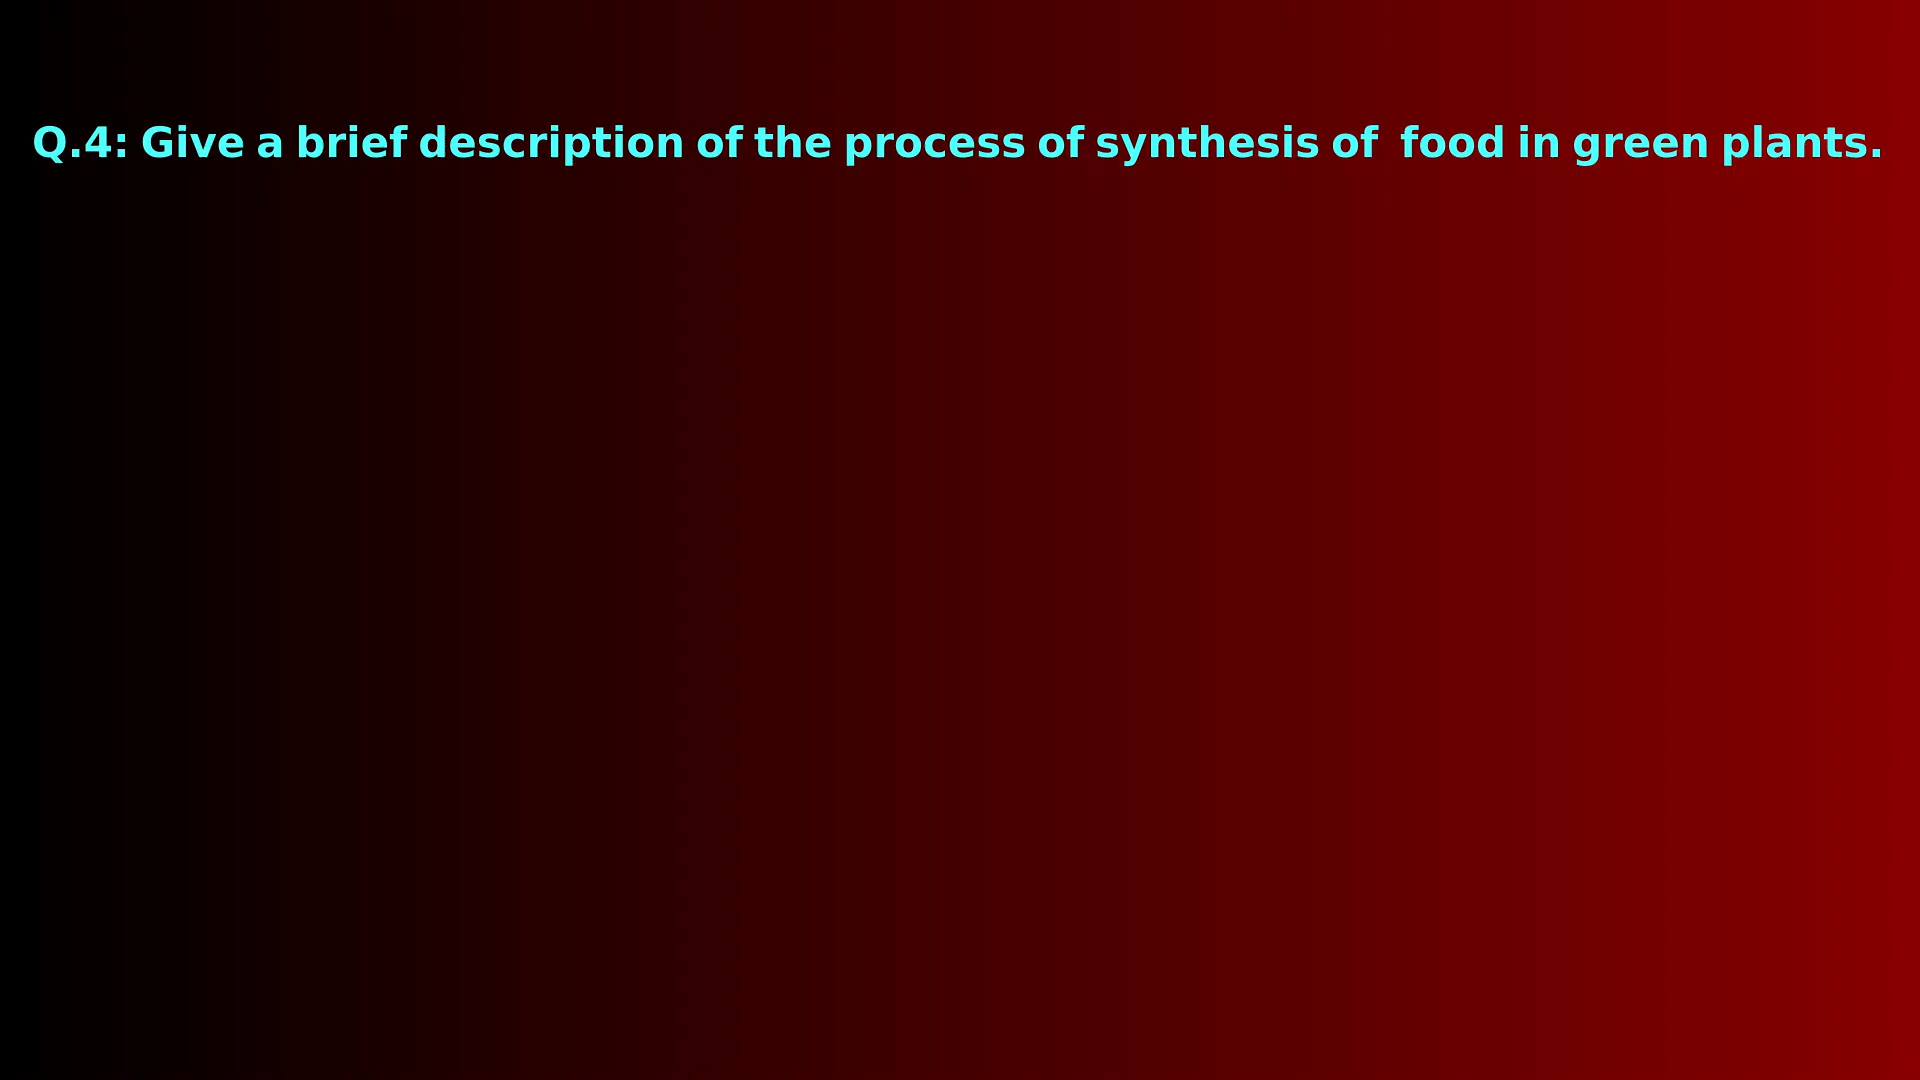 Q.4: Give a brief description of the process of synthesis of  food in green plants.